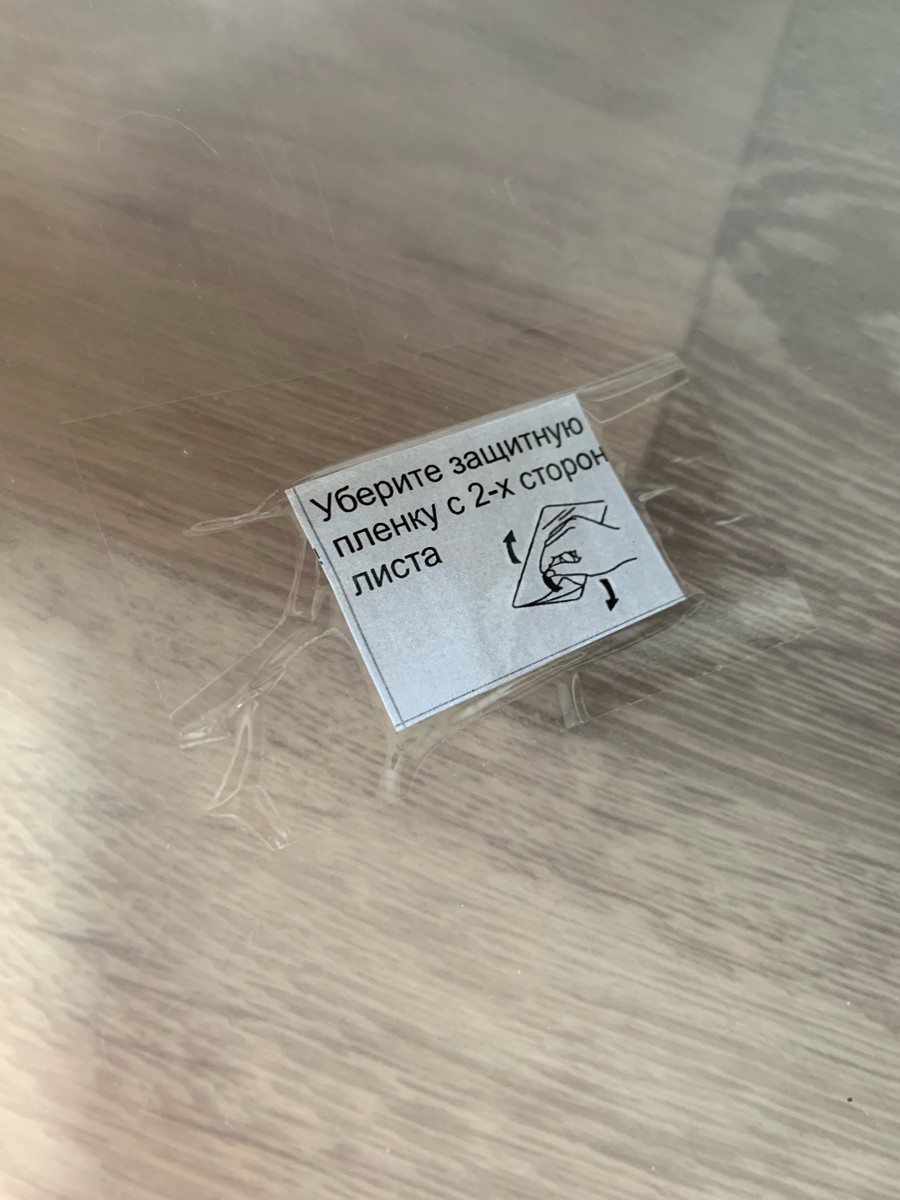 Уберите защитную
пленку с 2-х сторон
листа